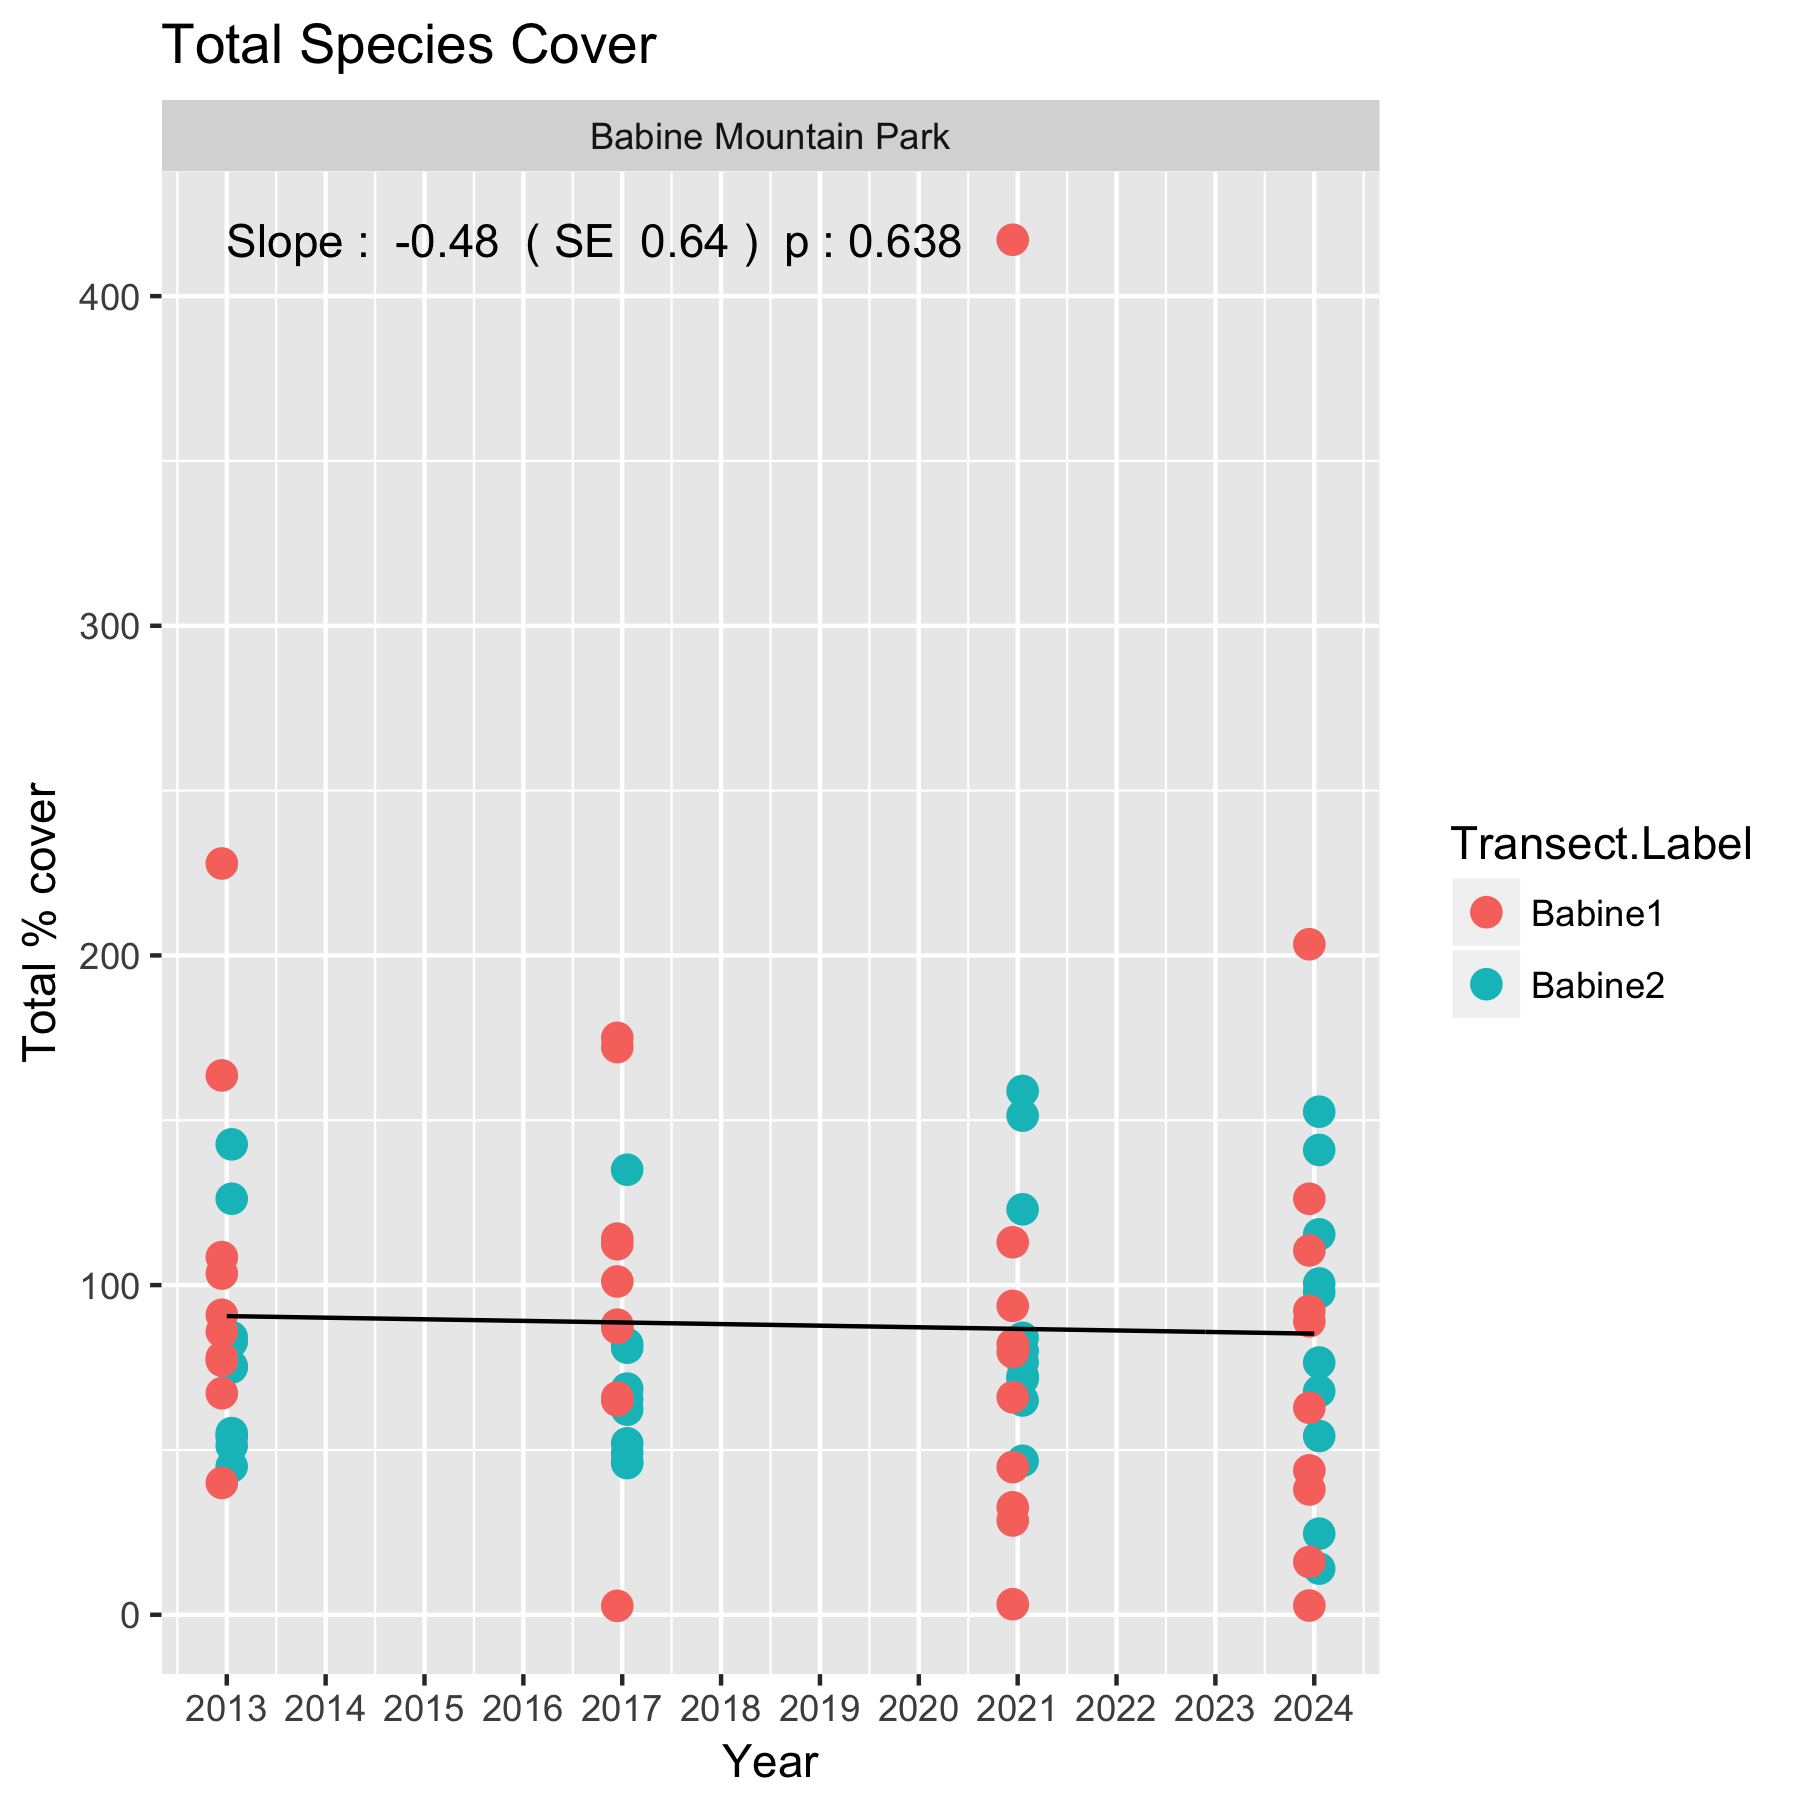 Total Species Cover
Babine Mountain Park
Slope :  -0.48  ( SE  0.64 )  p : 0.638
400
300
200
100
0
Total % cover
2013 2014 2015 2016 2017 2018 2019 2020 2021 2022 2023 2024
Year
Transect.Label
Babine1
Babine2